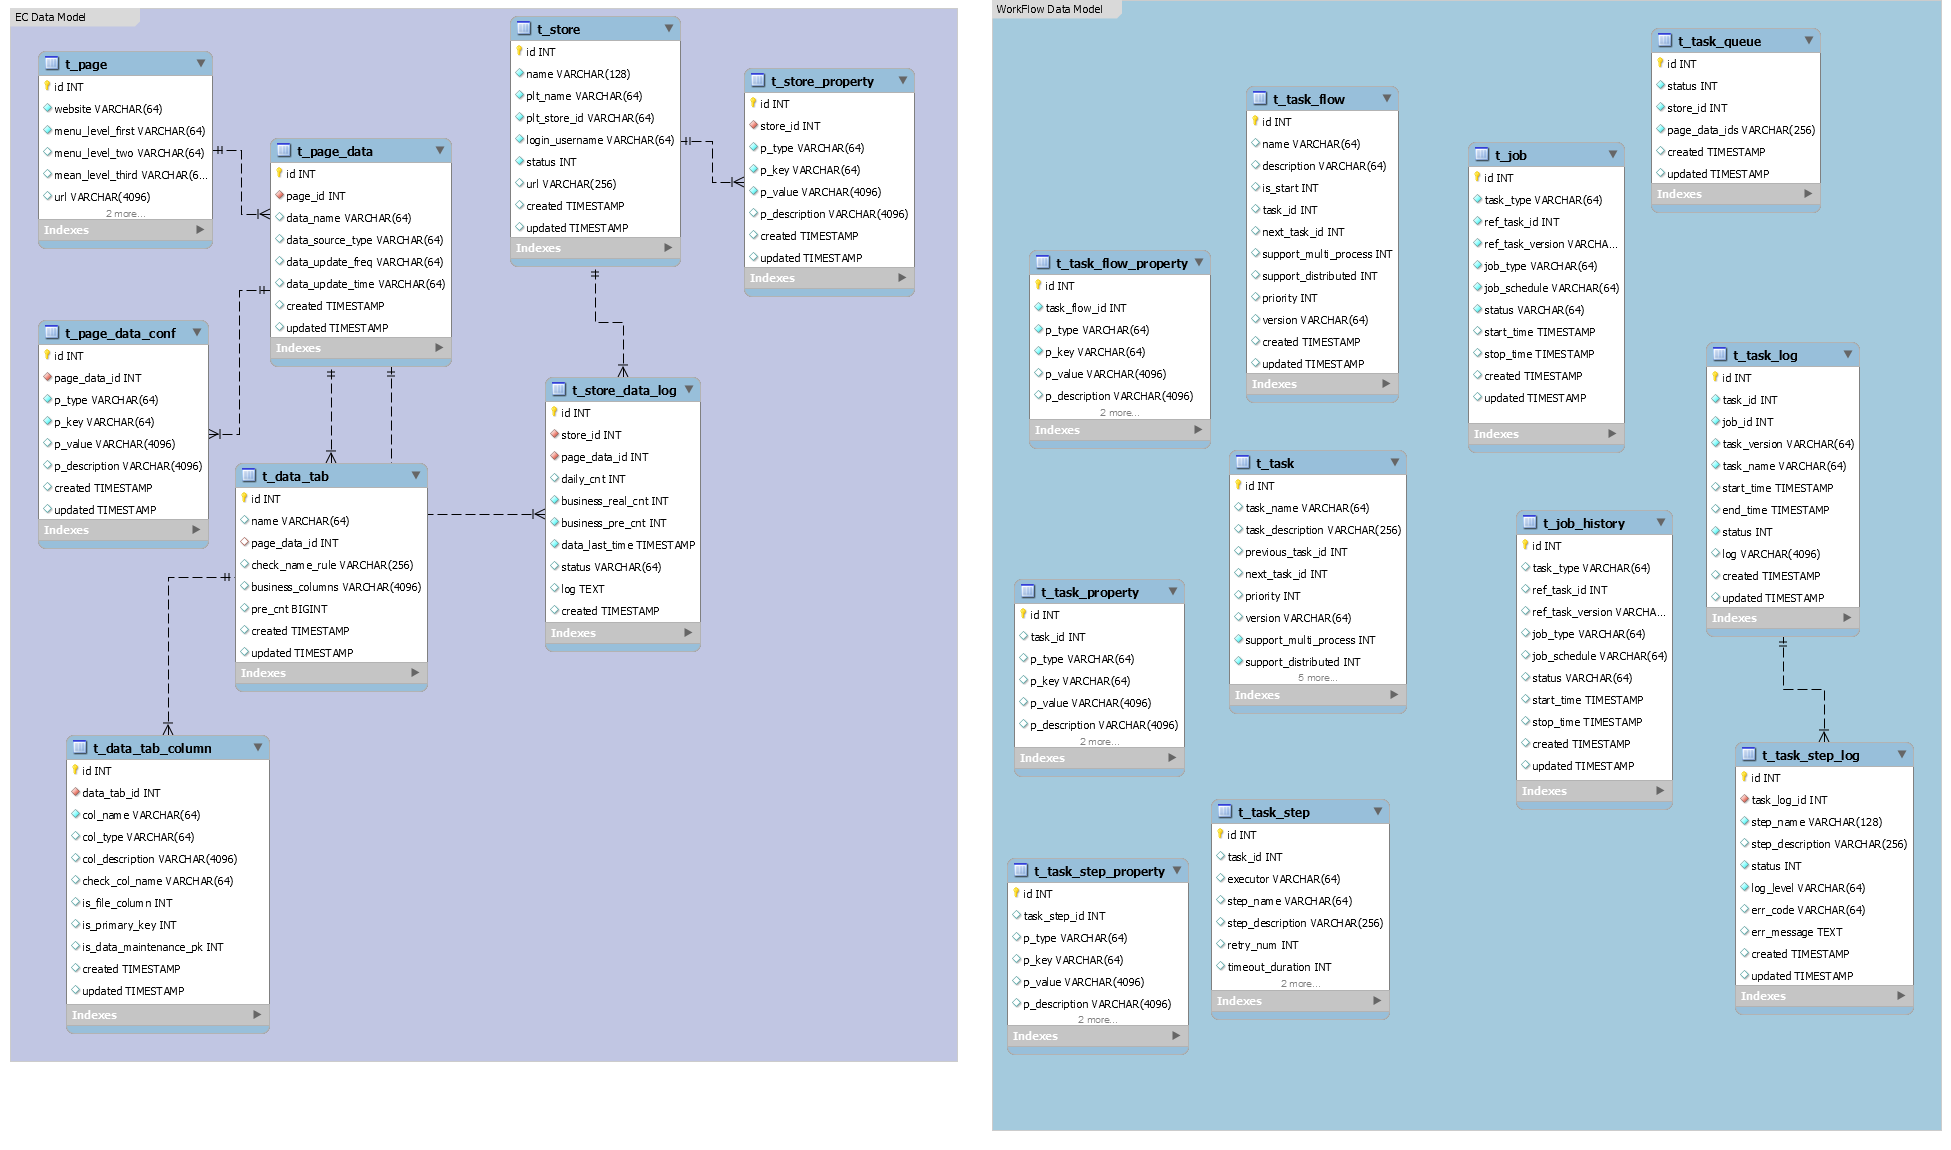 EC Data Model
t_page
id INT
website VARCHAR(64)
menu_level_first VARCHAR(64)
menu_level_two VARCHAR(64)
mean_level_third VARCHAR(6...
url VARCHAR(4096)
2 more...
Indexes
t_page_data
id INT
page_id INT
data_name VARCHAR(64)
data_source_type VARCHAR(64)
data_update_freq VARCHAR(64)
data_update_time VARCHAR(64)
created TIMESTAMP
updated TIMESTAMP
Indexes
t_store
id INT
name VARCHAR(128)
plt_name VARCHAR(64)
plt_store_id VARCHAR(64)
login_username VARCHAR(64)
status INT
url VARCHAR(256)
created TIMESTAMP
updated TIMESTAMP
Indexes
t_store_property
id INT
store_id INT
p_type VARCHAR(64)
p_key VARCHAR(64)
p_value VARCHAR(4096)
p_description VARCHAR(4096)
created TIMESTAMP
updated TIMESTAMP
Indexes
t_page_data_conf
id INT
page_data_id INT
p_type VARCHAR(64)
p_key VARCHAR(64)
p_value VARCHAR(4096)
p_description VARCHAR(4096)
created TIMESTAMP
updated TIMESTAMP
Indexes
t_data_tab
id INT
name VARCHAR(64)
page_data_id INT
check_name_rule VARCHAR(256)
business_columns VARCHAR(4096)
pre_cnt BIGINT
created TIMESTAMP
updated TIMESTAMP
Indexes
t_store_data_log
id INT
store_id INT
page_data_id INT
daily_cnt INT
business_real_cnt INT
business_pre_cnt INT
data_last_time TIMESTAMP
status VARCHAR(64)
log TEXT
created TIMESTAMP
Indexes
t_data_tab_column
id INT
data_tab_id INT
col_name VARCHAR(64)
col_type VARCHAR(64)
col_description VARCHAR(4096)
check_col_name VARCHAR(64)
is_file_column INT
is_primary_key INT
is_data_maintenance_pk INT
created TIMESTAMP
updated TIMESTAMP
Indexes
WorkFlow Data Model
t_task_flow_property
id INT
task_flow_id INT
p_type VARCHAR(64)
p_key VARCHAR(64)
p_value VARCHAR(4096)
p_description VARCHAR(4096)
2 more...
Indexes
t_task_flow
id INT
name VARCHAR(64)
description VARCHAR(64)
is_start INT
task_id INT
next_task_id INT
support_multi_process INT
support_distributed INT
priority INT
version VARCHAR(64)
created TIMESTAMP
updated TIMESTAMP
Indexes
t_job
id INT
task_type VARCHAR(64)
ref_task_id INT
ref_task_version VARCHA...
job_type VARCHAR(64)
job_schedule VARCHAR(64)
status VARCHAR(64)
start_time TIMESTAMP
stop_time TIMESTAMP
created TIMESTAMP
updated TIMESTAMP
Indexes
t_task_queue
id INT
status INT
store_id INT
page_data_ids VARCHAR(256)
created TIMESTAMP
updated TIMESTAMP
Indexes
t_task_log
id INT
task_id INT
job_id INT
task_version VARCHAR(64)
task_name VARCHAR(64)
start_time TIMESTAMP
end_time TIMESTAMP
status INT
log VARCHAR(4096)
created TIMESTAMP
updated TIMESTAMP
Indexes
t_task
id INT
task_name VARCHAR(64)
task_description VARCHAR(256)
previous_task_id INT
next_task_id INT
priority INT
version VARCHAR(64)
support_multi_process INT
support_distributed INT
5 more...
Indexes
t_job_history
id INT
task_type VARCHAR(64)
ref_task_id INT
ref_task_version VARCHA...
job_type VARCHAR(64)
job_schedule VARCHAR(64)
status VARCHAR(64)
start_time TIMESTAMP
stop_time TIMESTAMP
created TIMESTAMP
updated TIMESTAMP
Indexes
t_task_property
id INT
task_id INT
p_type VARCHAR(64)
p_key VARCHAR(64)
p_value VARCHAR(4096)
p_description VARCHAR(4096)
2 more...
Indexes
t_task_step
id INT
task_id INT
executor VARCHAR(64)
step_name VARCHAR(64)
step_description VARCHAR(256)
retry_num INT
timeout_duration INT
2 more...
Indexes
t_task_step_property
id INT
task_step_id INT
p_type VARCHAR(64)
p_key VARCHAR(64)
p_value VARCHAR(4096)
p_description VARCHAR(4096)
2 more...
Indexes
t_task_step_log
id INT
task_log_id INT
step_name VARCHAR(128)
step_description VARCHAR(256)
status INT
log_level VARCHAR(64)
err_code VARCHAR(64)
err_message TEXT
created TIMESTAMP
updated TIMESTAMP
Indexes